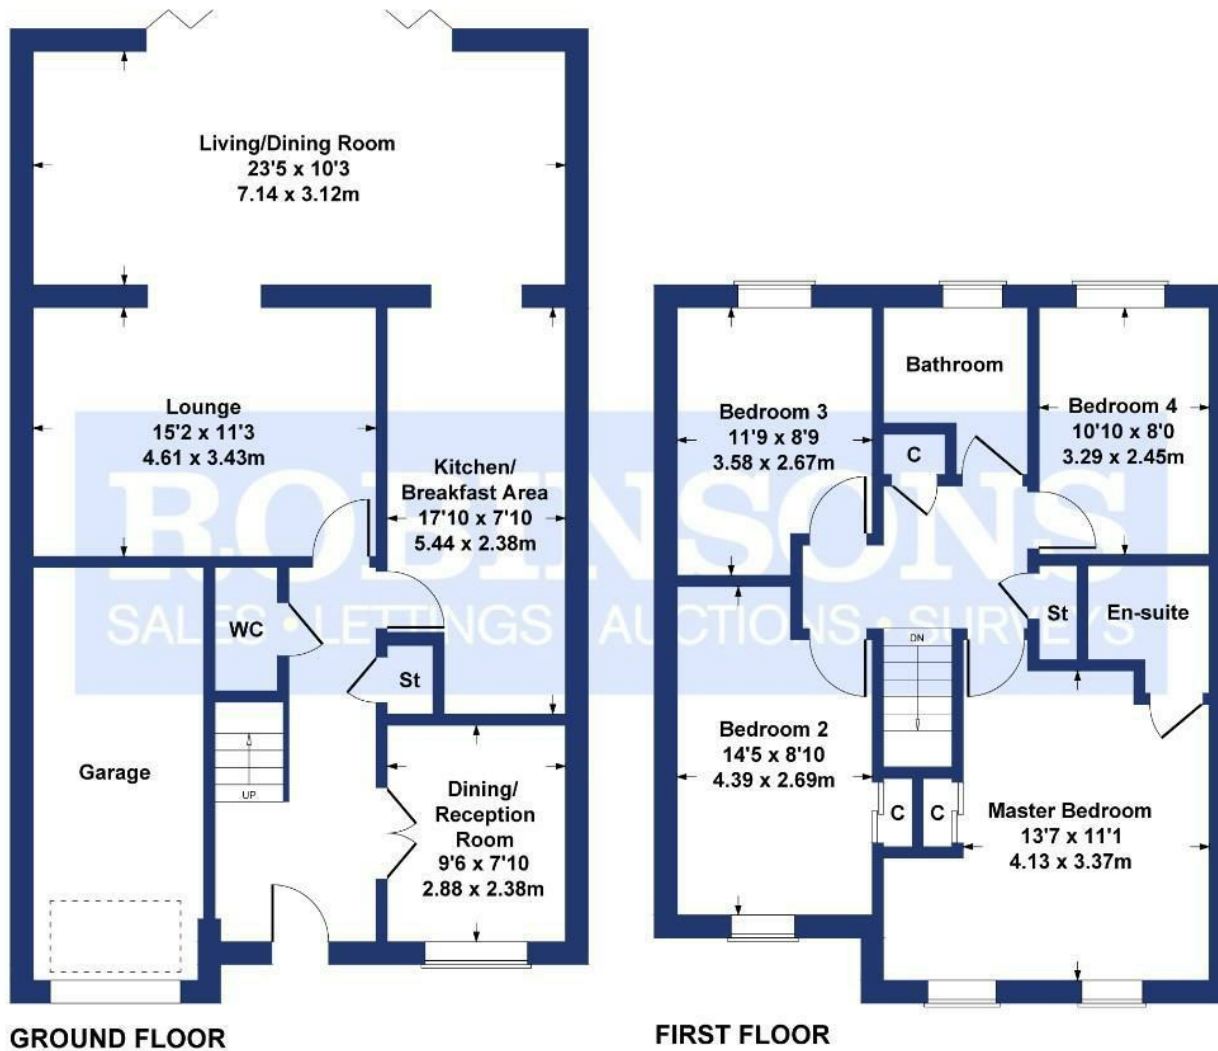 Living/Dining Room
23'5 x 10'3
7.14 x 3.12m
Lounge
15'2 x 11'3
4.61 x 3.43m
Kitchen/
Breakfast Area
17'10 x 7'10
5.44 x 2.38m
WC
St
Garage
UP
Dining/
Reception
Room
9'6 x 7'10
2.88 x 2.38m
GROUND FLOOR
Bedroom 3
11'9 x 8'9
3.58 x 2.67m
Bathroom
C
Bedroom 4
10'10 x 8'0
3.29 x 2.45m
St
En-suite
DN
Bedroom 2
14'5 x 8'10
4.39 x 2.69m
C
C
Master Bedroom
13'7 x 11'1
4.13 x 3.37m
FIRST FLOOR
ROBINSONS
SALES • LETTINGS AUCTIONS • SURVEYS